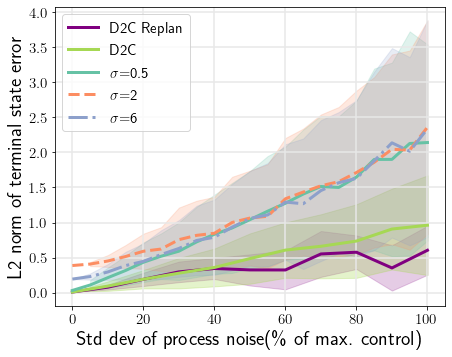 D2C Replan
D2C
σ=0.5
σ=2
σ=6
4.0
3.5
3.0
2.5
2.0
1.5
1.0
0.5
0.0
L2 norm of terminal state error
0 20 40 60 80 100
Std dev of process noise(% of max. control)